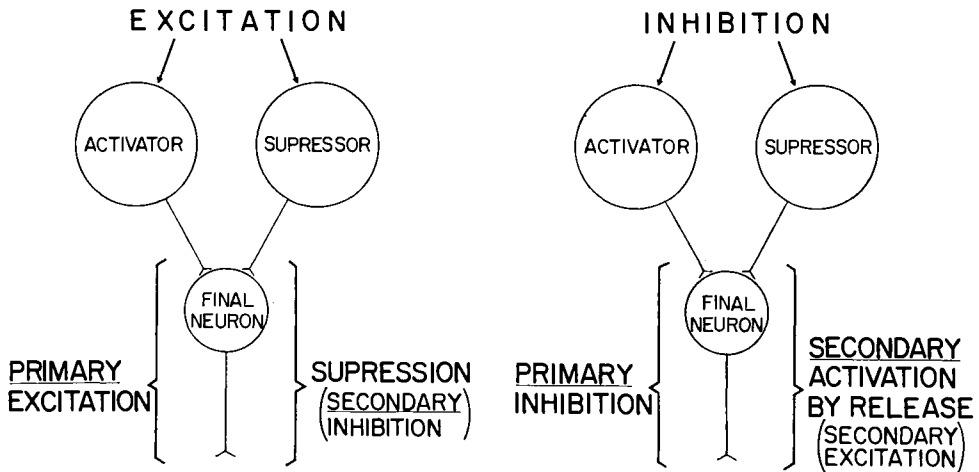 EXCITATION
ACTIVATOR
SUPRESSOR
FINAL
NEURON
PRIMARY
EXCITATION
SUPRESSION
(SECONDARY)
INHIBITION
INHIBITION
ACTIVATOR
SUPRESSOR
FINAL
NEURON
PRIMARY
INHIBITION
SECONDARY
ACTIVATION
BY RELEASE
(SECONDARY
EXCITATION)